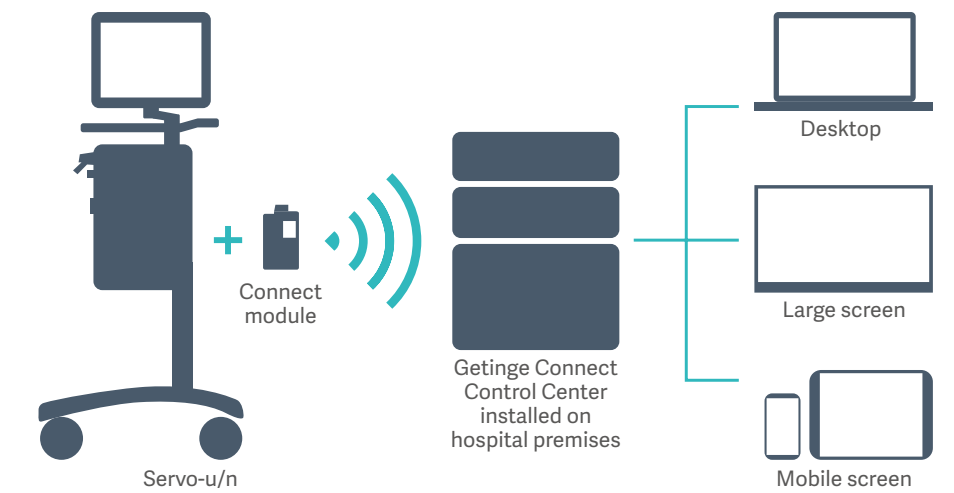 Servo-u/n
Connect
module
Getinge Connect
Control Center
installed on
hospital premises
Desktop
Large screen
Mobile screen